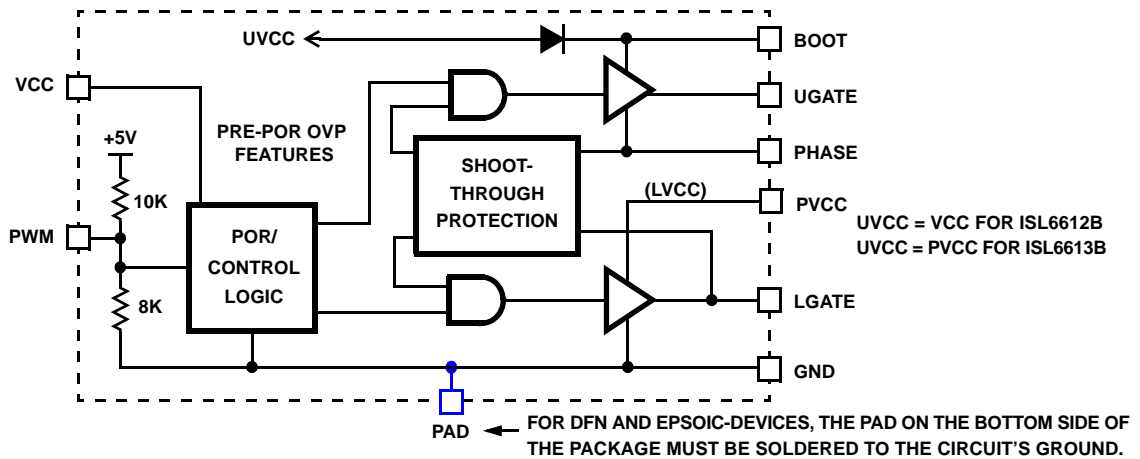 UVCC
BOOT
VCC
UGATE
+5V
PRE-POR OVP
FEATURES
PHASE
SHOOT-
THROUGH
PROTECTION
10K
(LVCC)
PVCC
UVCC = VCC FOR ISL6612B
UVCC = PVCC FOR ISL6613B
PWM
POR/
CONTROL
LOGIC
8K
LGATE
GND
PAD
FOR DFN AND EPSOIC-DEVICES, THE PAD ON THE BOTTOM SIDE OF
THE PACKAGE MUST BE SOLDERED TO THE CIRCUIT'S GROUND.